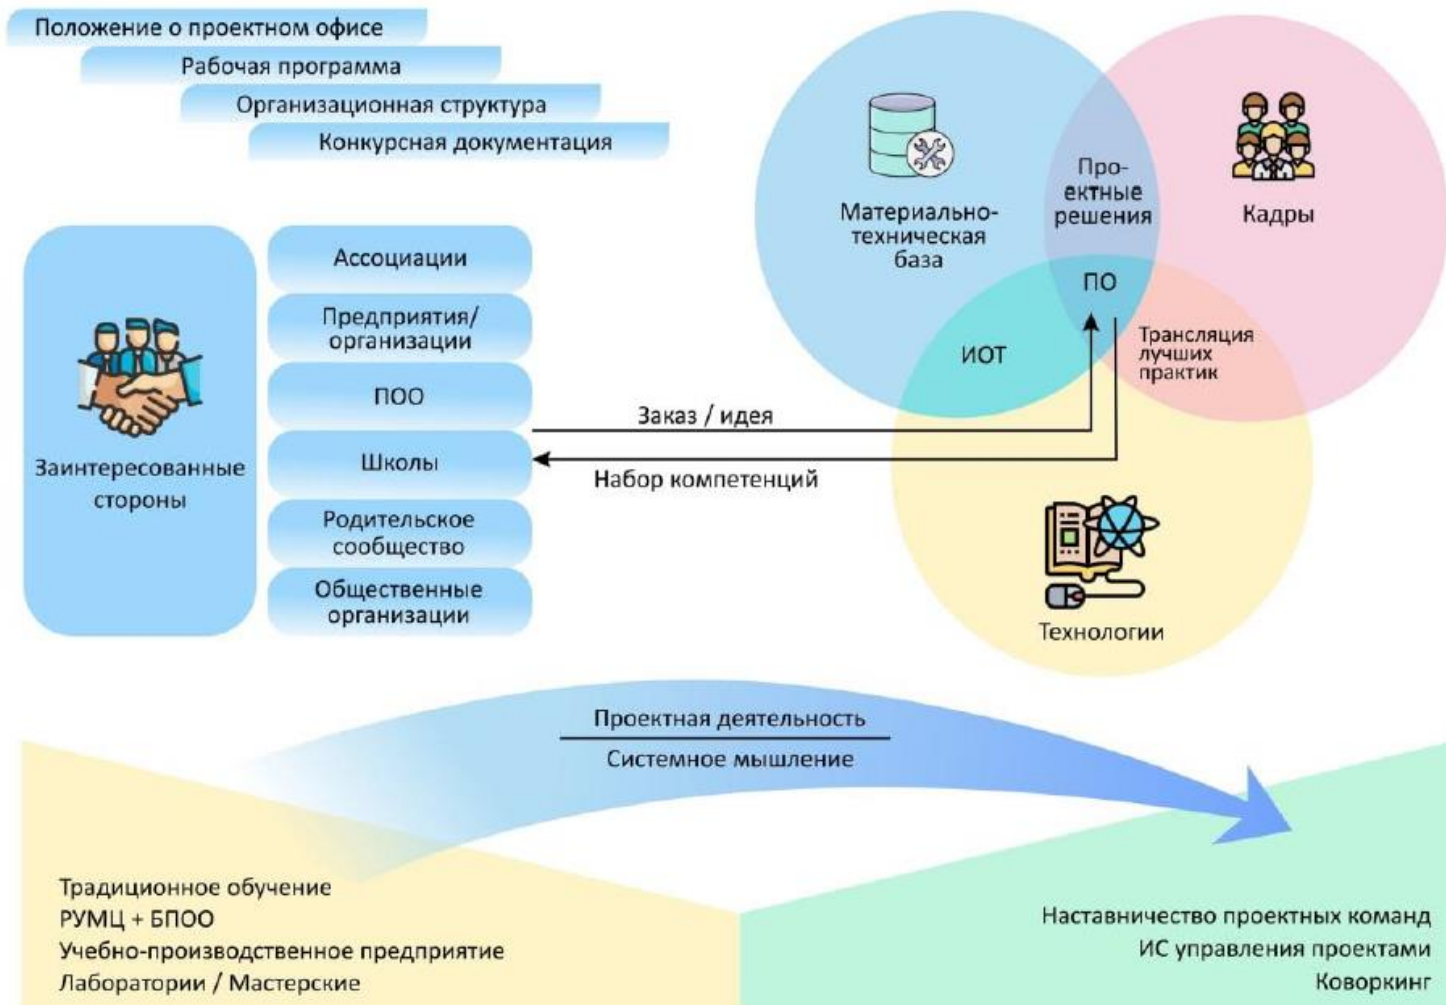 Положение о проектном офисе
Рабочая программа
Организационная структура
Конкурсная документация
Заинтересованные
стороны
Ассоциации
Предприятия/
организации
ПОО
Школы
Родительское
сообщество
Общественные
организации
Заказ / идея
Набор компетенций
Материально-
техническая
база
Про-
ектные
решения
Кадры
ПО
ИОТ
Трансляция
лучших
практик
Технологии
Проектная деятельность
Системное мышление
Традиционное обучение
РУМЦ + БПОО
Учебно-производственное предприятие
Лаборатории / Мастерские
Наставничество проектных команд
ИС управления проектами
Коворкинг